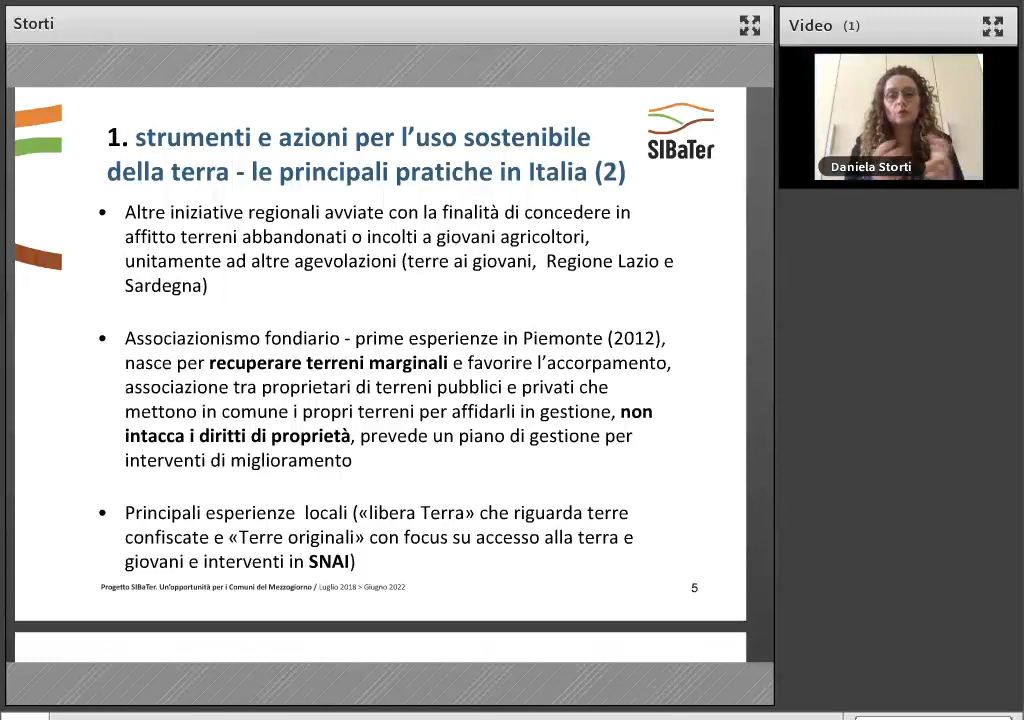 Storti
Video (1)
Daniela Storti
SIBaTer
1. strumenti e azioni per l’uso sostenibile
della terra - le principali pratiche in Italia (2)
• Altre iniziative regionali avviate con la finalità di concedere in
affitto terreni abbandonati o incolti a giovani agricoltori,
unitamente ad altre agevolazioni (terre ai giovani, Regione Lazio e
Sardegna)
• Associazionismo fondiario - prime esperienze in Piemonte (2012),
nasce per recuperare terreni marginali e favorire l’accorpamento,
associazione tra proprietari di terreni pubblici e privati che
mettono in comune i propri terreni per affidarli in gestione, non
intacca i diritti di proprietà, prevede un piano di gestione per
interventi di miglioramento
• Principali esperienze locali («libera Terra» che riguarda terre
confiscate e «Terre originali» con focus su accesso alla terra e
giovani e interventi in SNAI)
Progetto SIBaTer. Un’opportunità per i Comuni del Mezzogiorno / Luglio 2018 > Giugno 2022
5